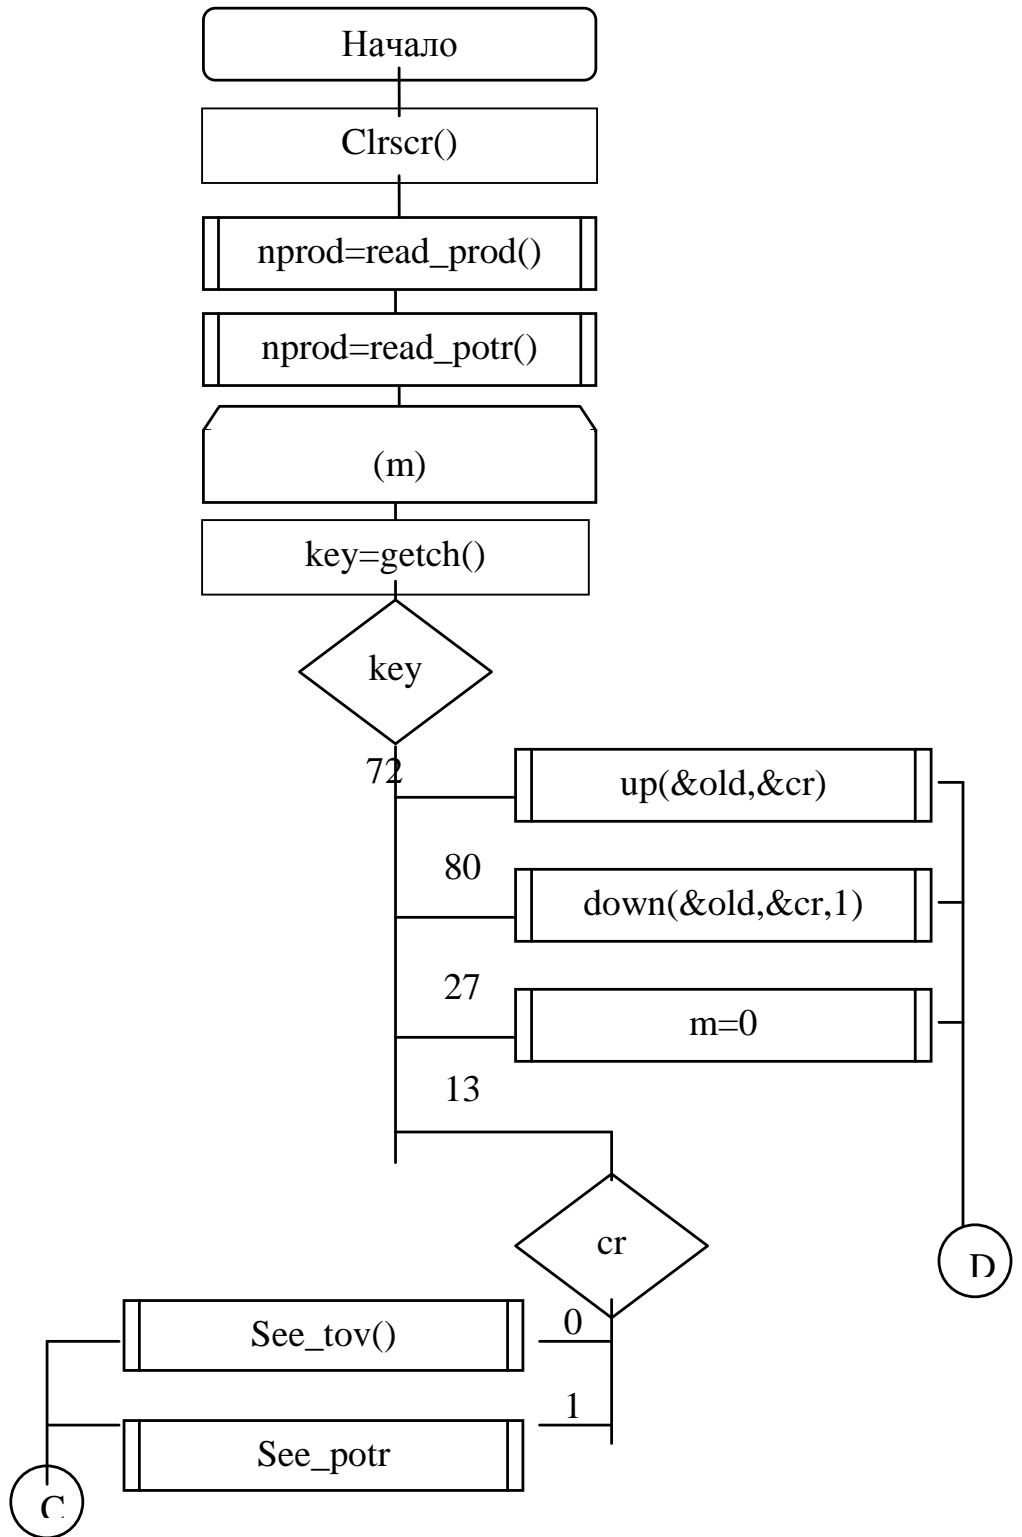 Начало
Clrscr()
nprod=read_prod()
nprod=read_potr()
(m)
key=getch()
key
72
up(&old,&cr)
80
down(&old,&cr,1)
27
m=0
13
cr
D
See_tov()
0
1
See_potr
C